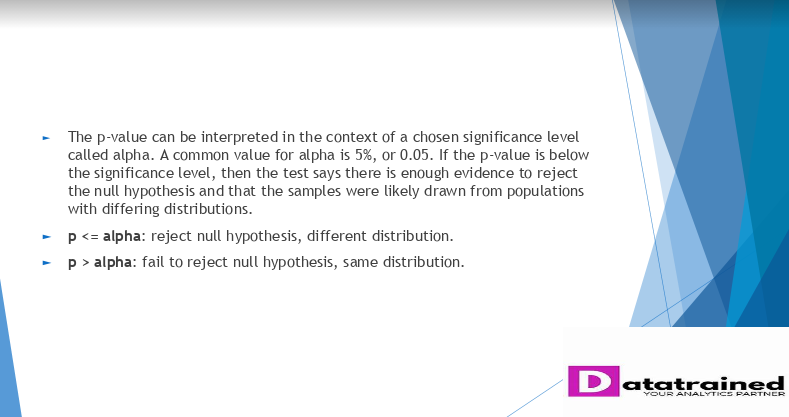 ► The p-value can be interpreted in the context of a chosen significance level
called alpha. A common value for alpha is 5%, or 0.05. If the p-value is below
the significance level, then the test says there is enough evidence to reject
the null hypothesis and that the samples were likely drawn from populations
with differing distributions.
► p <= alpha: reject null hypothesis, different distribution.
► p > alpha: fail to reject null hypothesis, same distribution.
Datatrained
YOUR ANALYTICS PARTNER